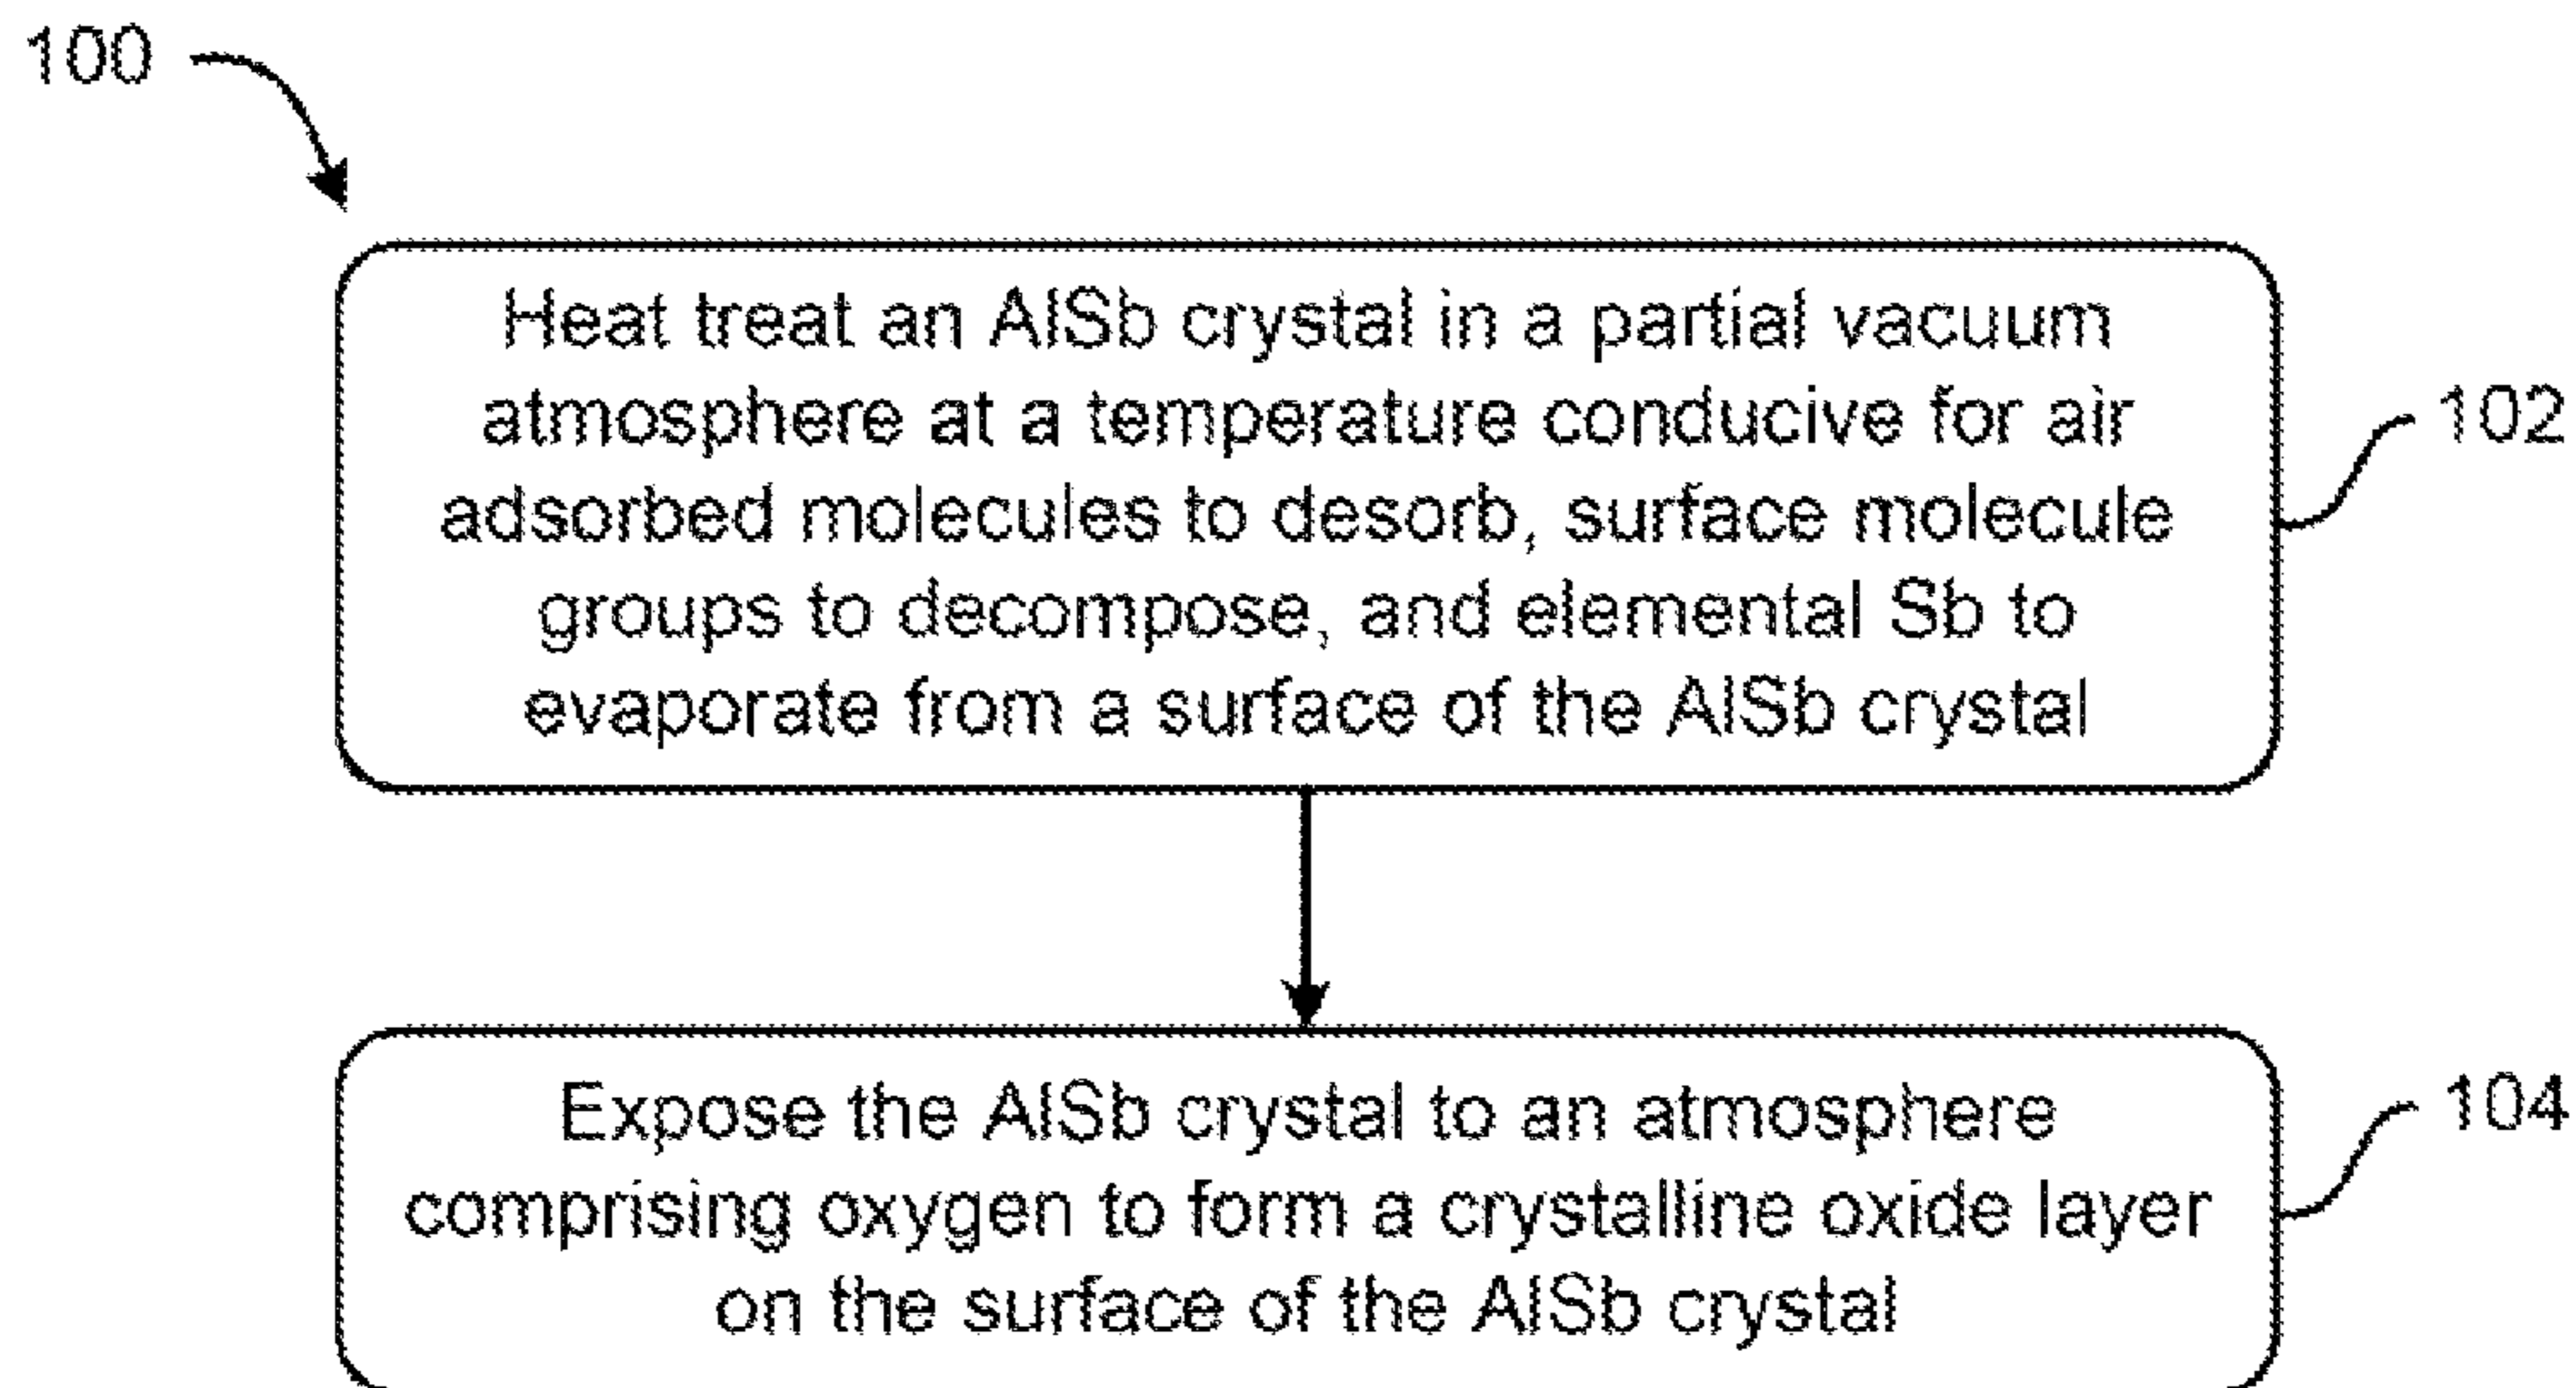 100
Heat treat an AlSb crystal in a partial vacuum
atmosphere at a temperature conducive for air
adsorbed molecules to desorb, surface molecule
groups to decompose, and elemental Sb to
evaporate from a surface of the AlSb crystal
102
Expose the AlSb crystal to an atmosphere
comprising oxygen to form a crystalline oxide layer
on the surface of the AlSb crystal
104